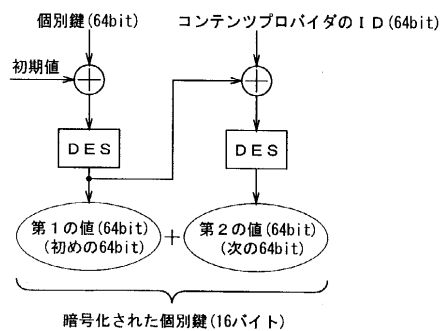 個別鍵(64bit)
コンテンツプロバイダのID(64bit)
初期値
DES
DES
第1の値(64bit)
(初めの64bit)
+
第2の値(64bit)
(次の64bit)
暗号化された個別鍵(16バイト)